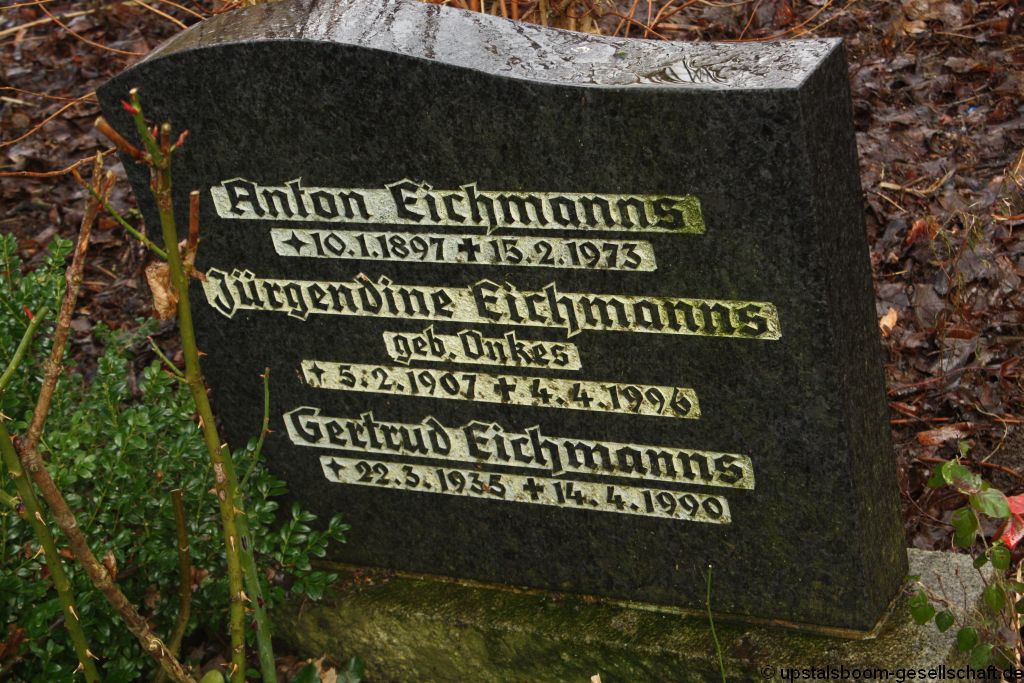 Anton Eichmanns
✦10.1.1897 ✝15.2.1973
Jürgendine Eichmanns
geb. Onkes
✦5.2.1907 ✝4.4.1996
Gertrud Eichmanns
✦22.3.1935 ✝14.4.1990
© upstalsboom-gesellschaft.de